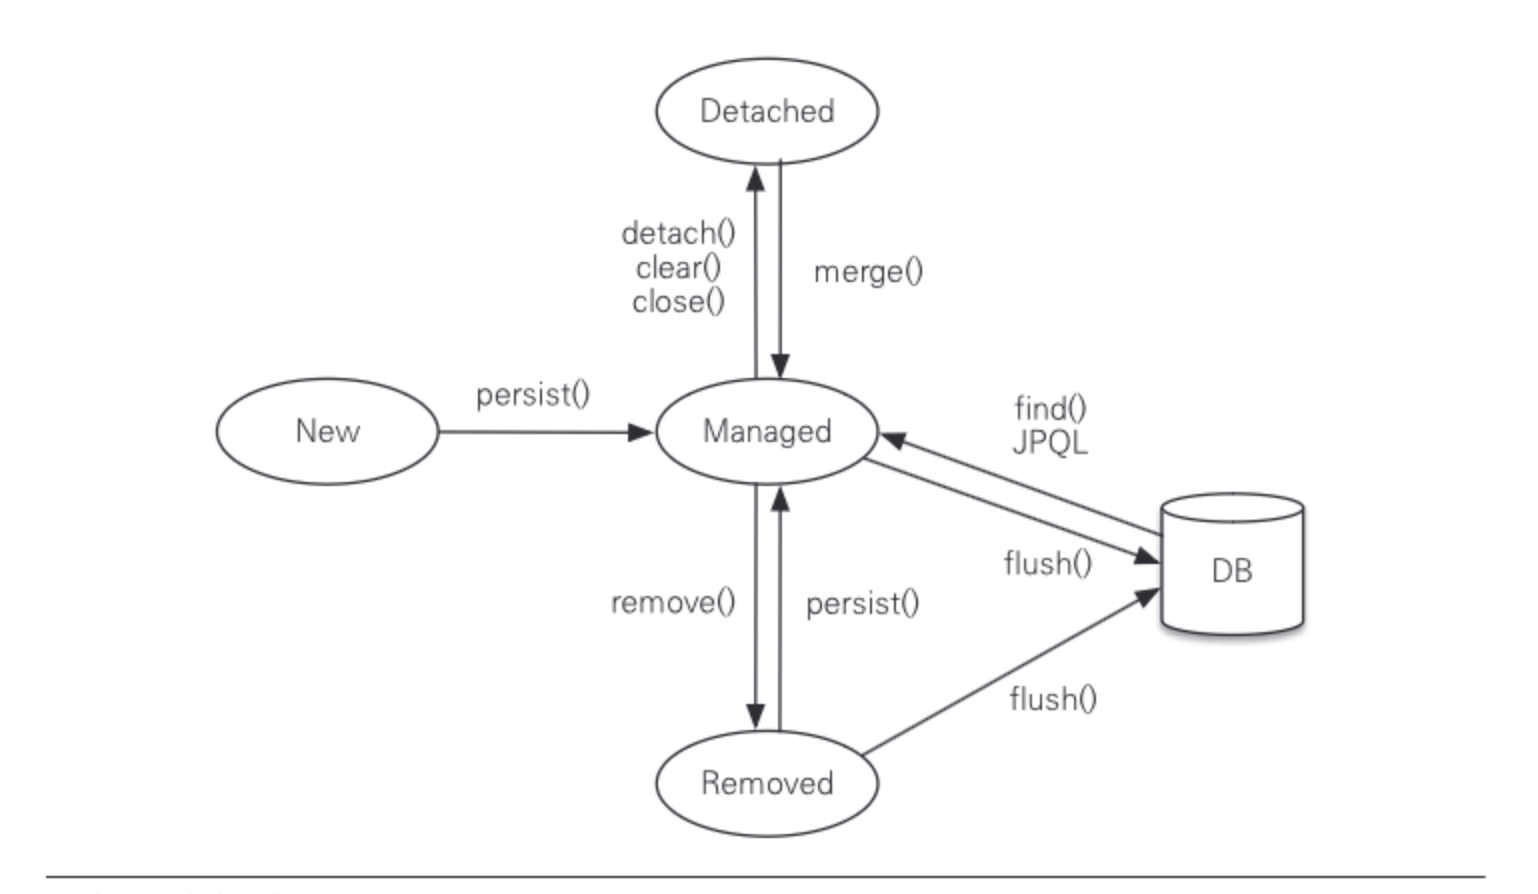 Detached
detach()
clear()
close()
merge()
New
persist()
Managed
find()
JPQL
flush()
DB
remove()
persist()
flush()
Removed